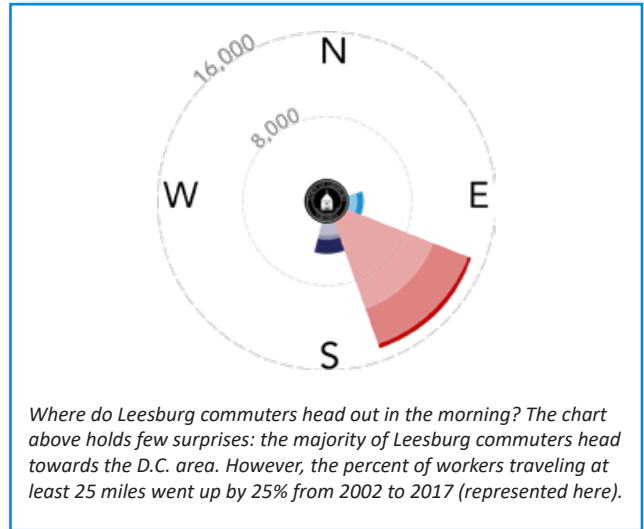 N
16,000
8,000
W
E
S
Where do Leesburg commuters head out in the morning? The chart
above holds few surprises: the majority of Leesburg commuters head
towards the D.C. area. However, the percent of workers traveling at
least 25 miles went up by 25% from 2002 to 2017 (represented here).